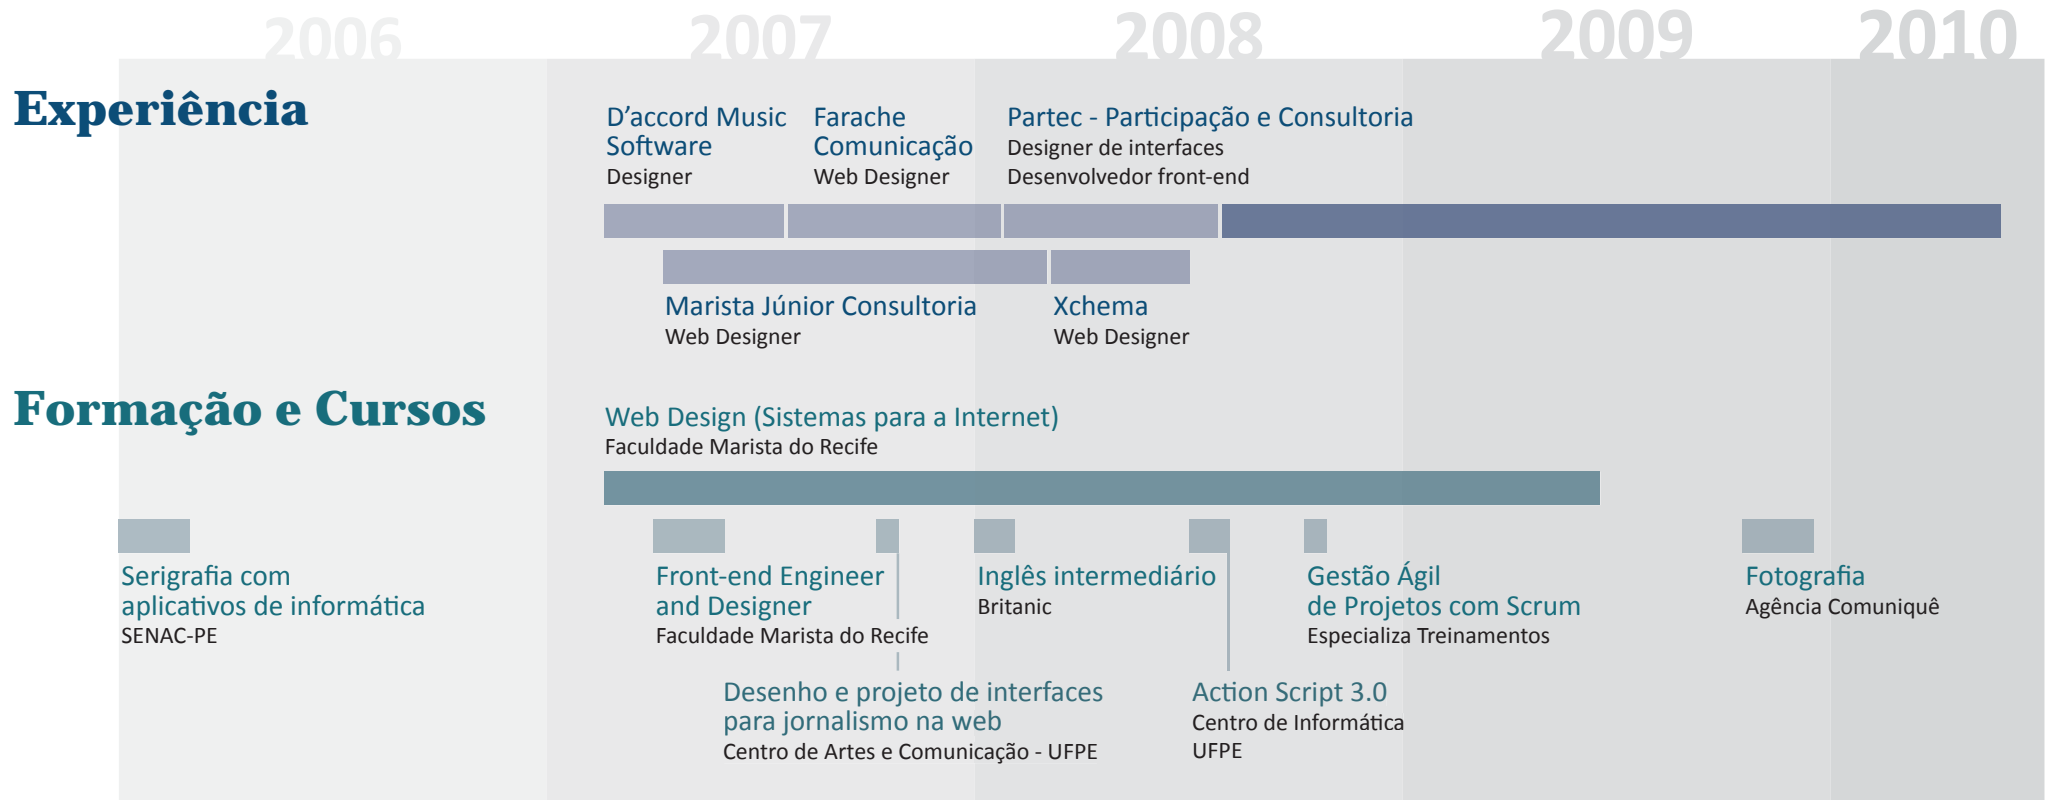 2006
2007
2008
2009
2010
Experiência
D'accord Music
Software
Designer
Farache
Comunicação
Web Designer
Partec - Participação e Consultoria
Designer de interfaces
Desenvolvedor front-end
Marista Júnior Consultoria
Web Designer
Xchema
Web Designer
Formação e Cursos
Web Design (Sistemas para a Internet)
Faculdade Marista do Recife
Serigrafia com
aplicativos de informática
SENAC-PE
Front-end Engineer
and Designer
Faculdade Marista do Recife
Inglês intermediário
Britanic
Gestão Ágil
de Projetos com Scrum
Especializa Treinamentos
Fotografia
Agência Comuniquê
Desenho e projeto de interfaces
para jornalismo na web
Centro de Artes e Comunicação - UFPE
Action Script 3.0
Centro de Informática
UFPE